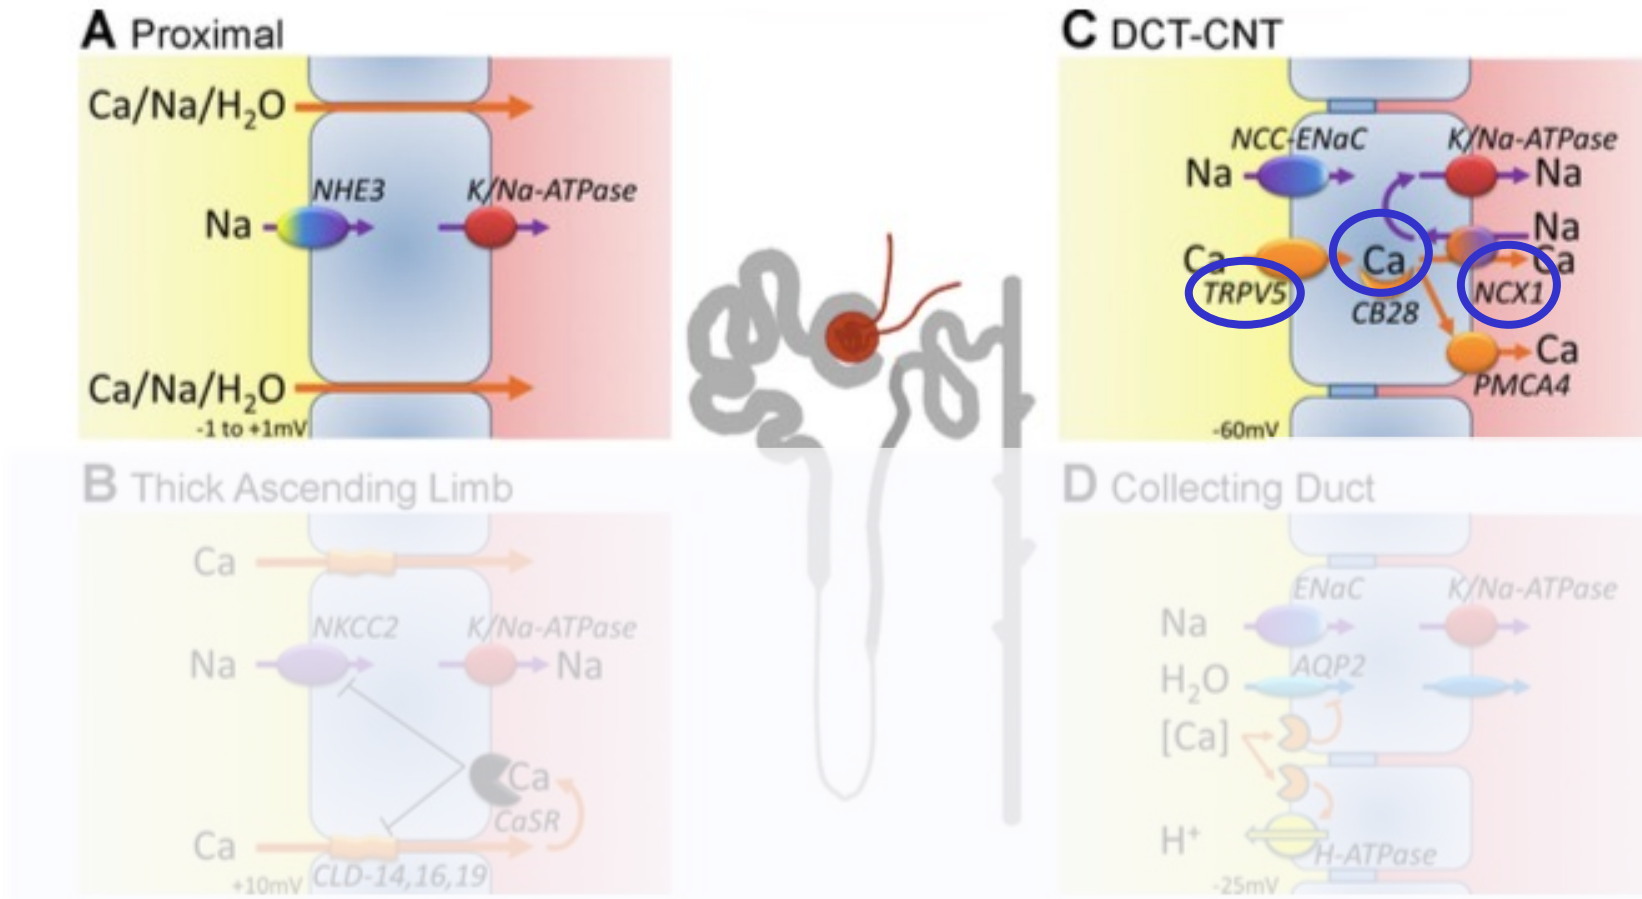 A Proximal
Ca/Na/H₂O
NHE3
K/Na-ATPase
Na
Ca/Na/H₂O
-1 to +1mV
B Thick Ascending Limb
Ca
NKCC2
K/Na-ATPase
Na
Na
Ca
CaSR
Ca
CLD-14,16,19
+10mV
C DCT-CNT
NCC-ENaC
K/Na-ATPase
Na
Na
Na
Ca
Ca
Ca
TRPV5
NCX1
CB28
Ca
PMCA4
-60mV
D Collecting Duct
ENaC
K/Na-ATPase
Na
AQP2
H₂O
[Ca]
H⁺
H-ATPase
-25mV